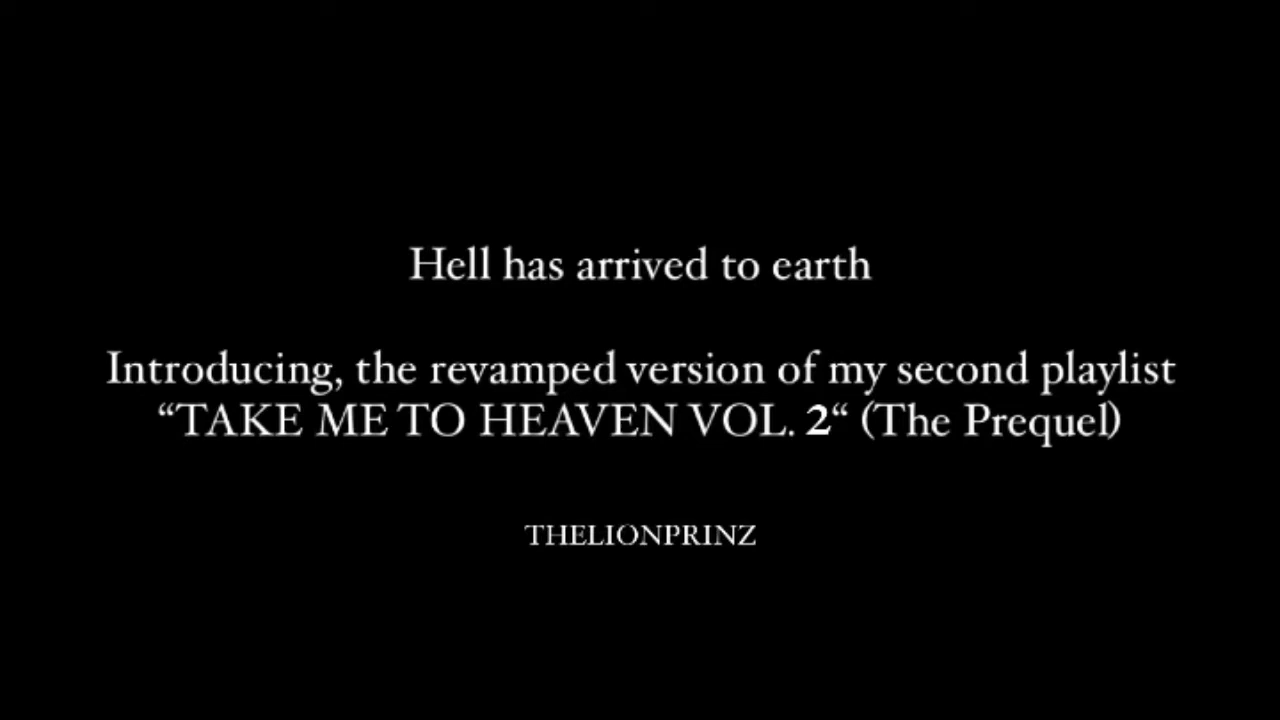 Hell has arrived to earth
Introducing, the revamped version of my second playlist
“TAKE ME TO HEAVEN VOL. 2“ (The Prequel)
THELIONPRINZ